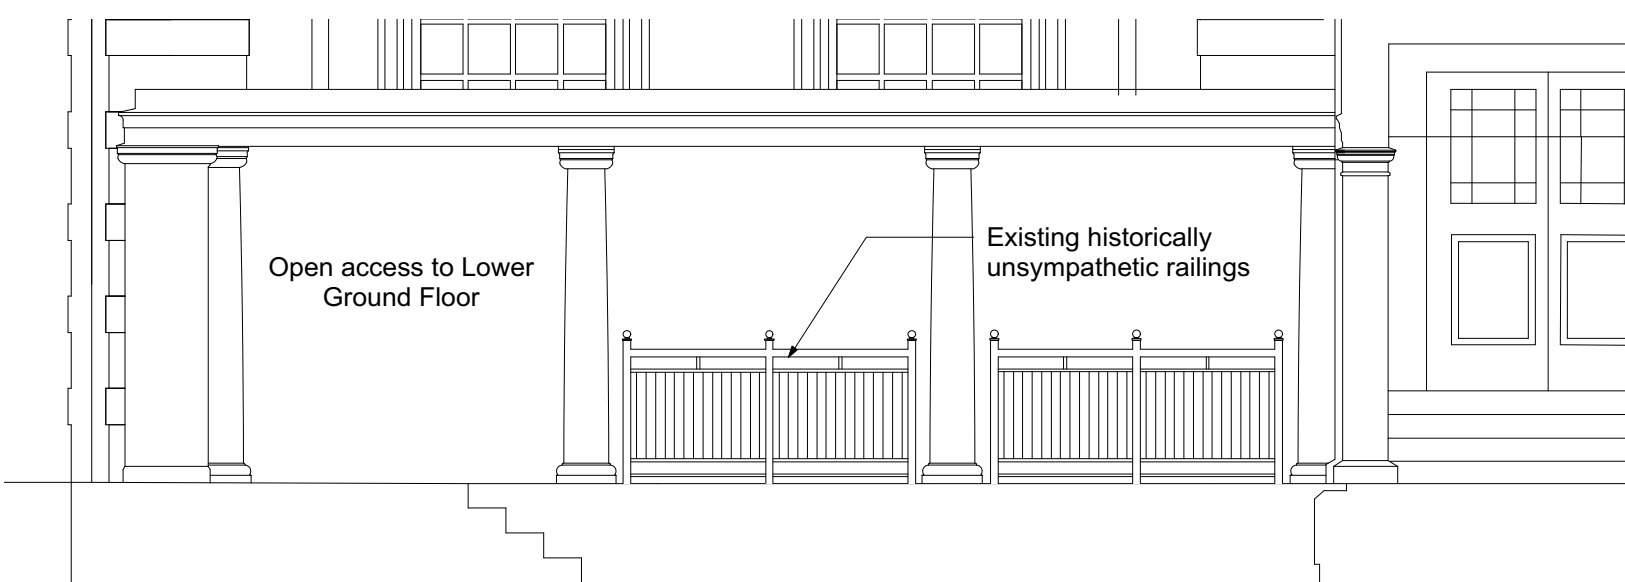 Open access to Lower
Ground Floor
Existing historically
unsympathetic railings